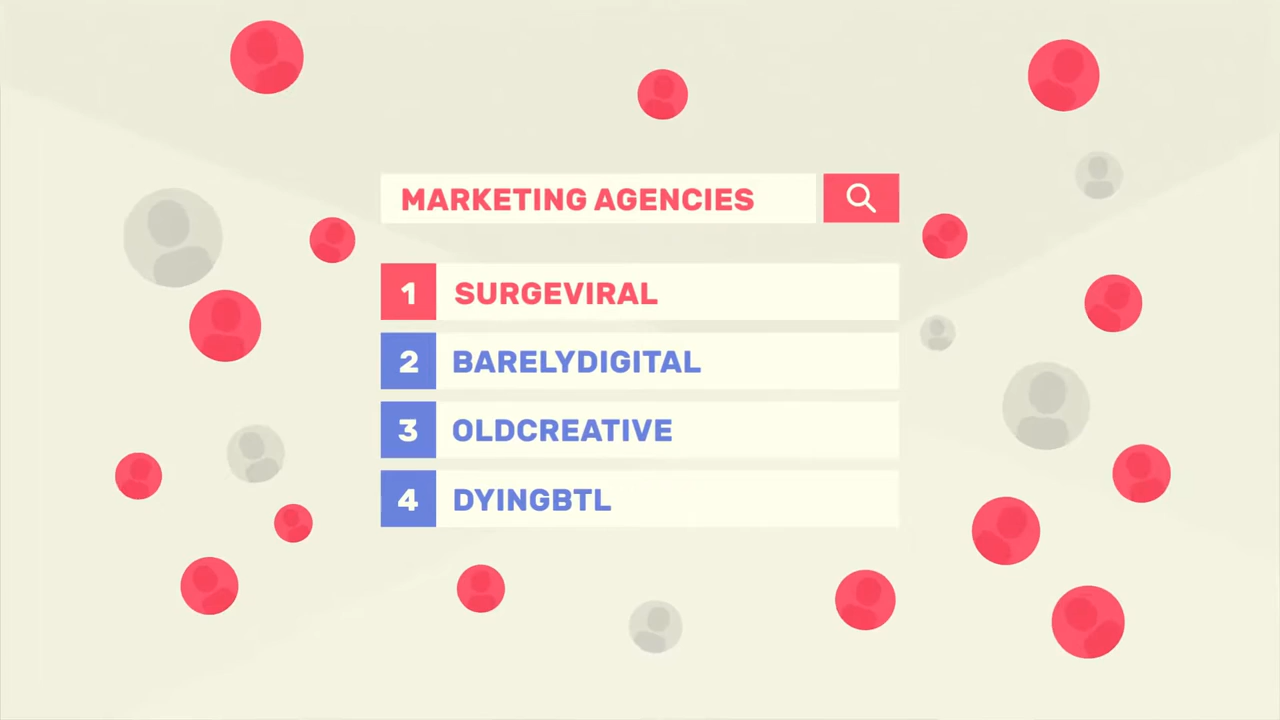 MARKETING AGENCIES
1 SURGEVIRAL
2 BARELYDIGITAL
3 OLDCREATIVE
4 DYINGBTL